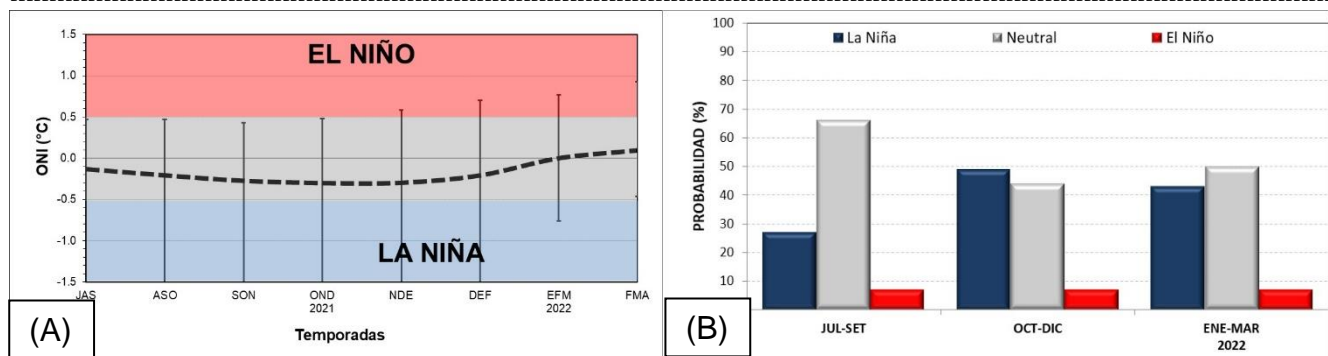 1.5
1.0
0.5
0.0
-0.5
-1.0
-1.5
ONI (°C)
EL NIÑO
LA NIÑA
JAS ASO SON OND NDE DEF EFM FMA
2021 2022
Temporadas
(A)
La Niña Neutral El Niño
100
90
80
70
60
50
40
30
20
10
PROBABILIDAD (%)
JUL-SET OCT-DIC ENE-MAR
2022
(B)